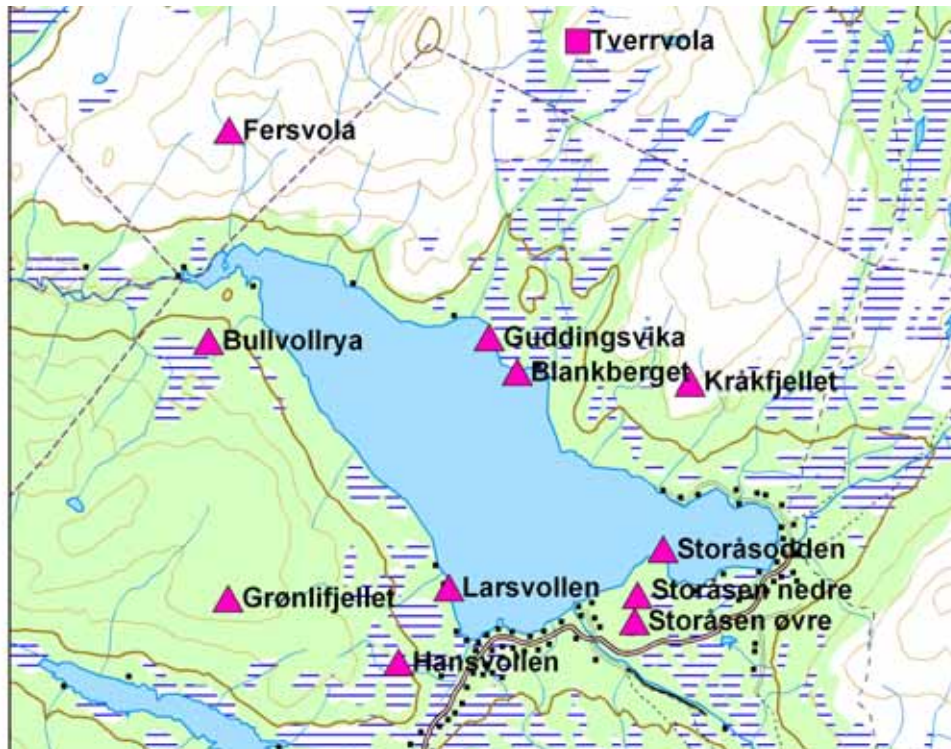 Tverrvola
Fersvola
Guddingsvika
Bullvollrya
Blankberget
Kråkfjellet
Storåsodden
Larsvollen
Storåsen nedre
Grønlifjellet
Storåsen øvre
Hansvollen